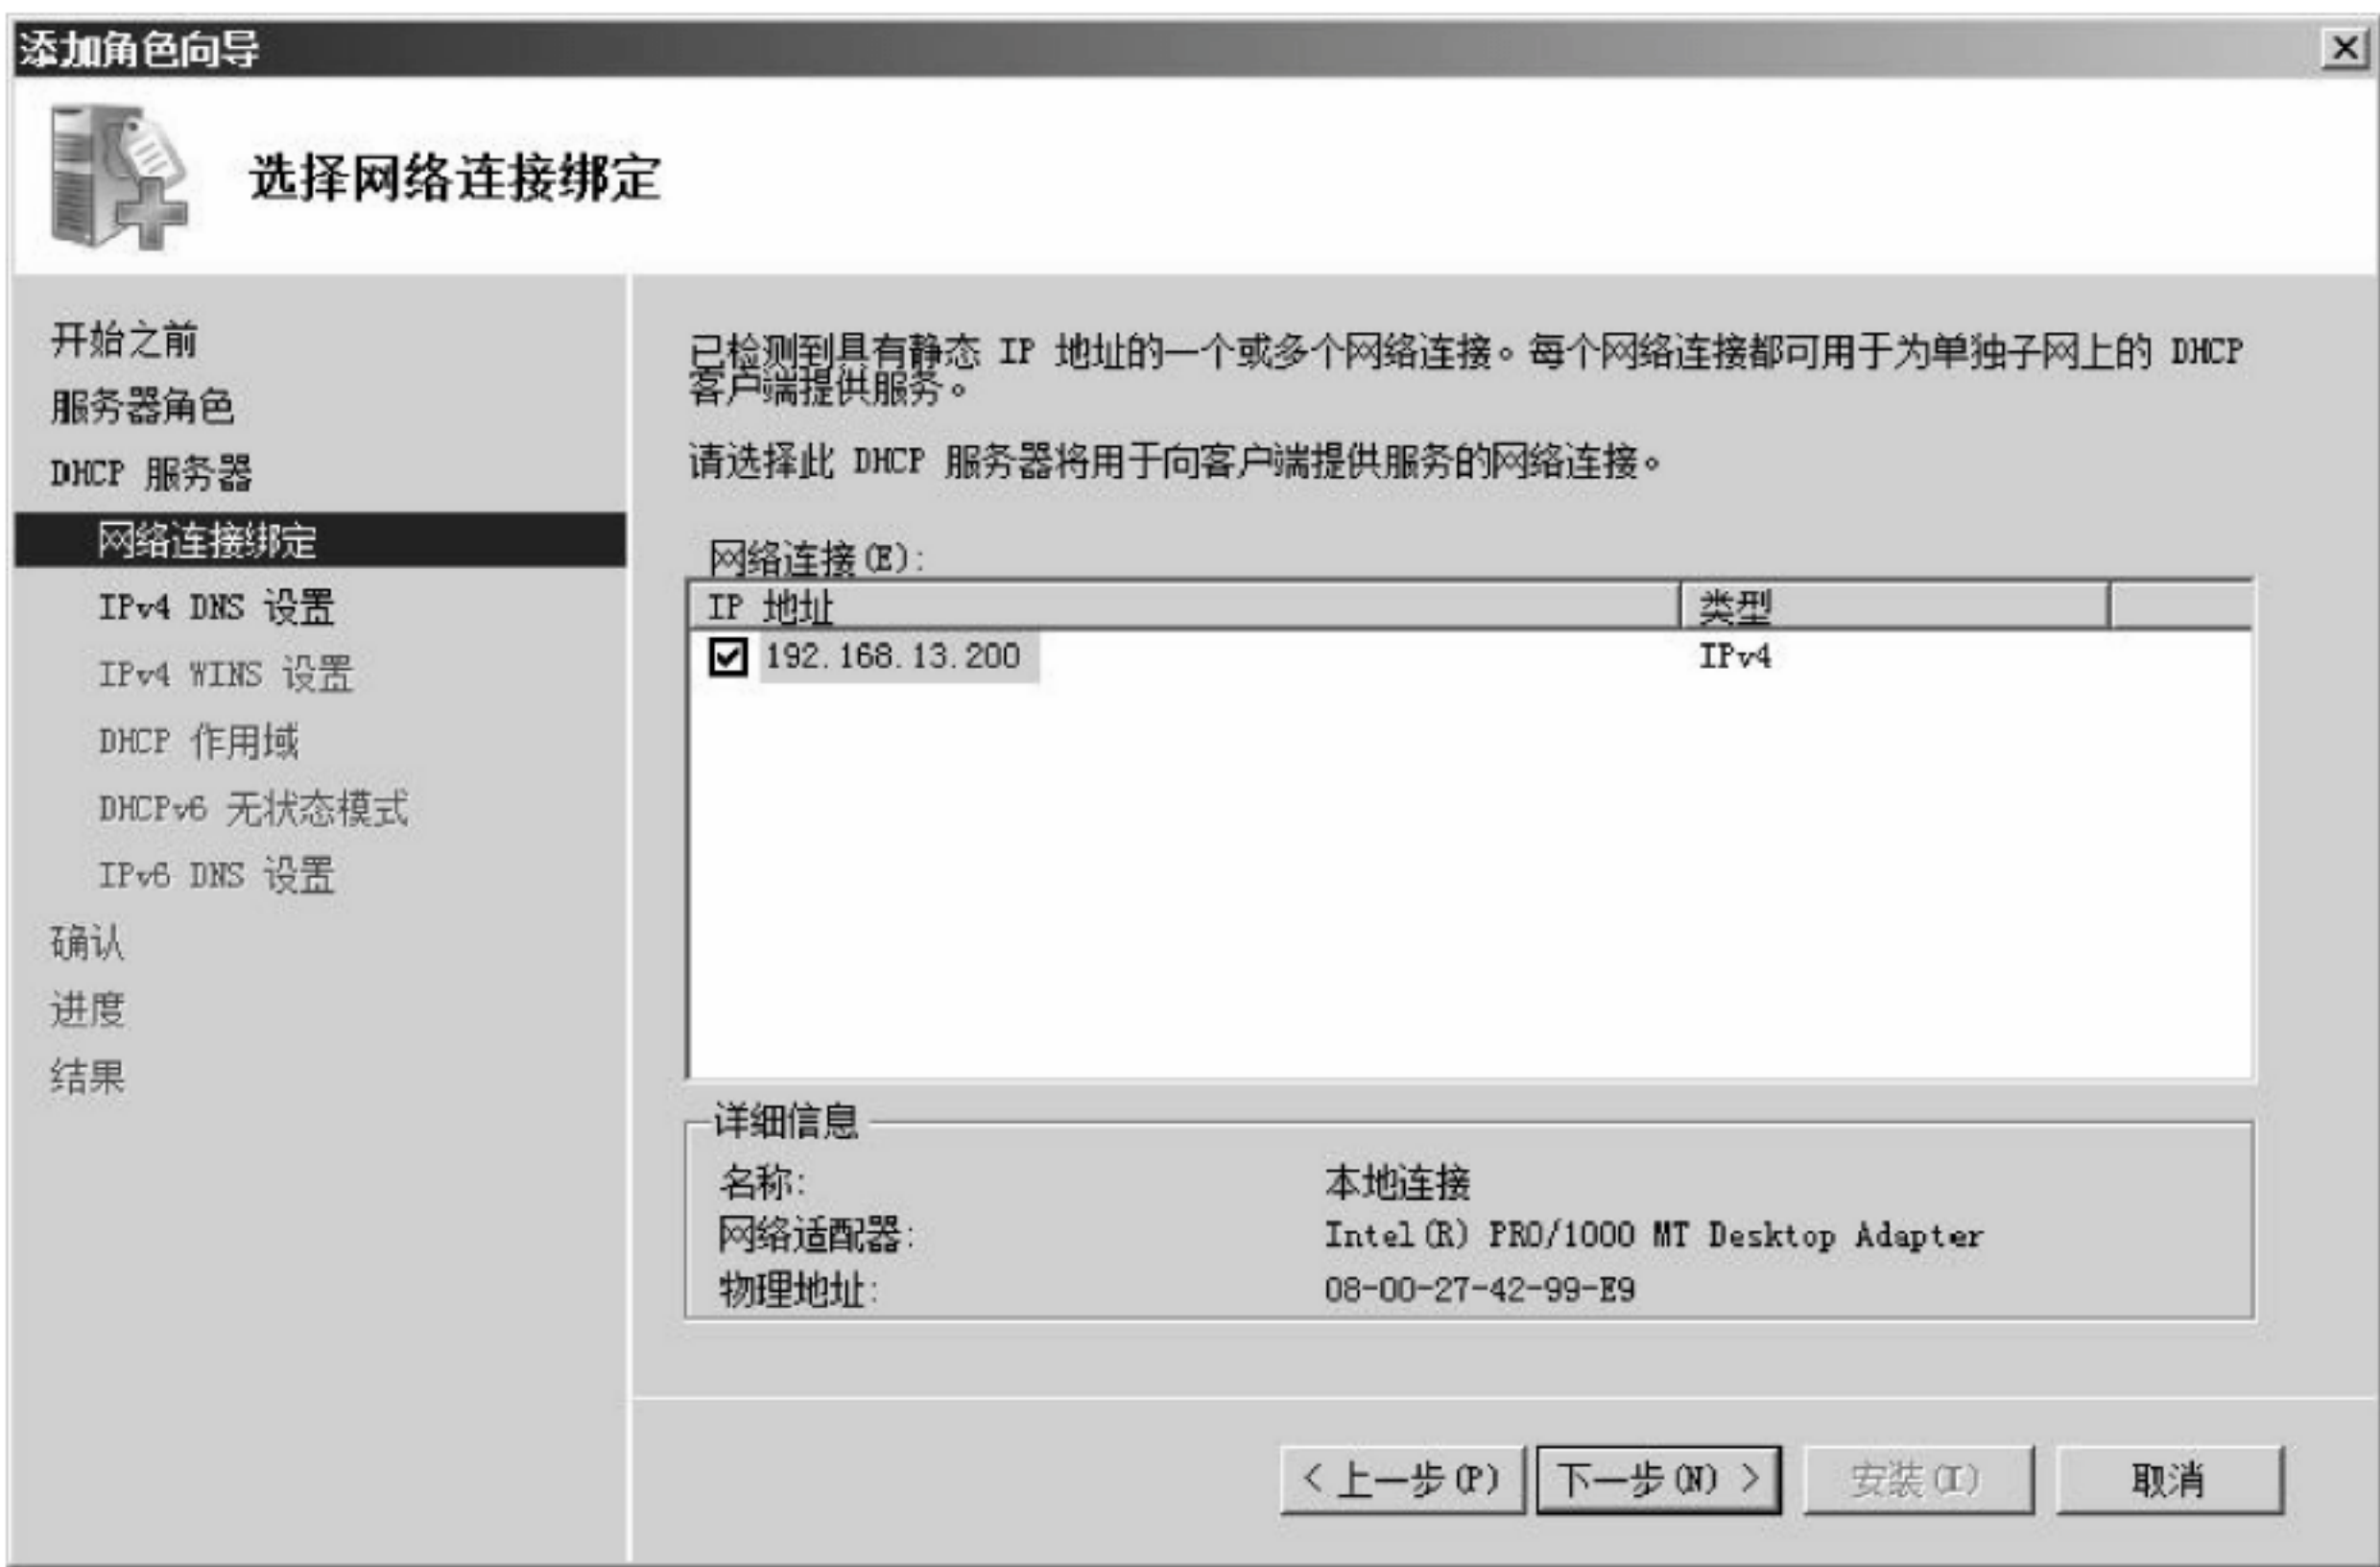 添加角色向导
选择网络连接绑定
开始之前
服务器角色
DHCP 服务器
网络连接绑定
IPv4 DNS 设置
IPv4 WINS 设置
DHCP 作用域
DHCPv6 无状态模式
IPv6 DNS 设置
确认
进度
结果
已检测到具有静态 IP 地址的一个或多个网络连接。每个网络连接都可用于为单独子网上的 DHCP
客户端提供服务。
请选择此 DHCP 服务器将用于向客户端提供服务的网络连接。
网络连接(E):
IP 地址 类型
192.168.13.200 IPv4
详细信息
名称: 本地连接
网络适配器: Intel(R) PRO/1000 MT Desktop Adapter
物理地址: 08-00-27-42-99-E9
< 上一步(P) 下一步(N) > 安装(I) 取消